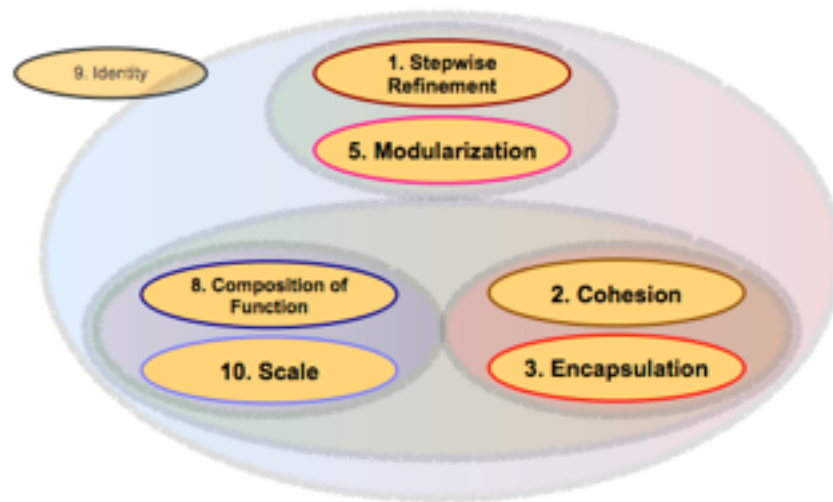 9. Identity
1. Stepwise
Refinement
5. Modularization
8. Composition of
Function
2. Cohesion
10. Scale
3. Encapsulation